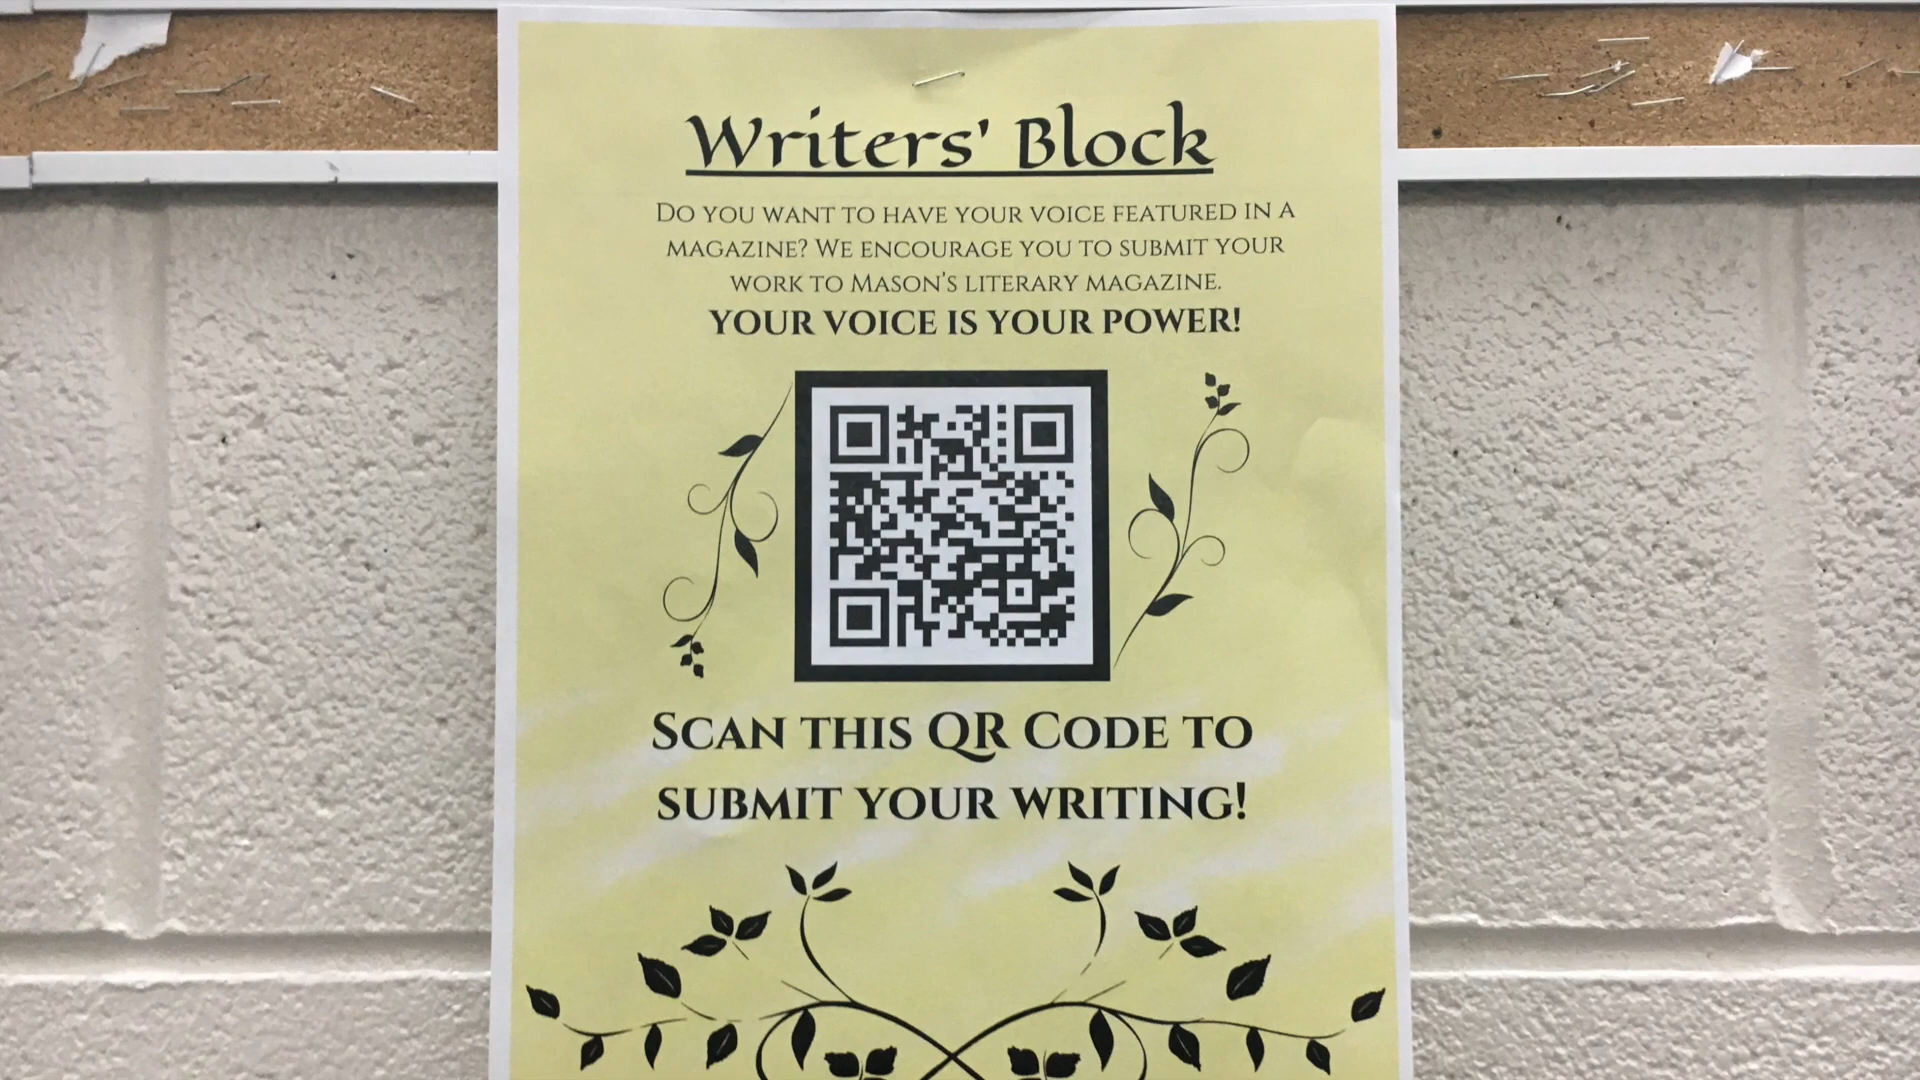 Writers' Block
Do you want to have your voice featured in a
magazine? We encourage you to submit your
work to Mason's literary magazine.
YOUR VOICE IS YOUR POWER!
Scan this QR Code to
submit your writing!